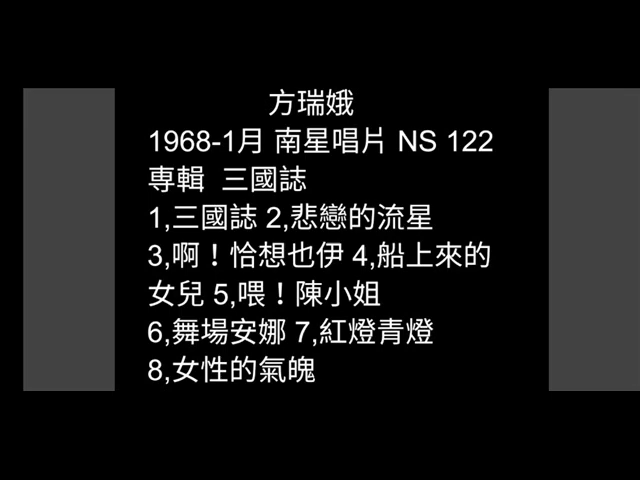 方瑞娥
1968-1月 南星唱片 NS 122
専輯  三國誌
1,三國誌 2,悲戀的流星
3,啊！恰想也伊 4,船上來的
女兒 5,喂！陳小姐
6,舞場安娜 7,紅燈青燈
8,女性的氣魄